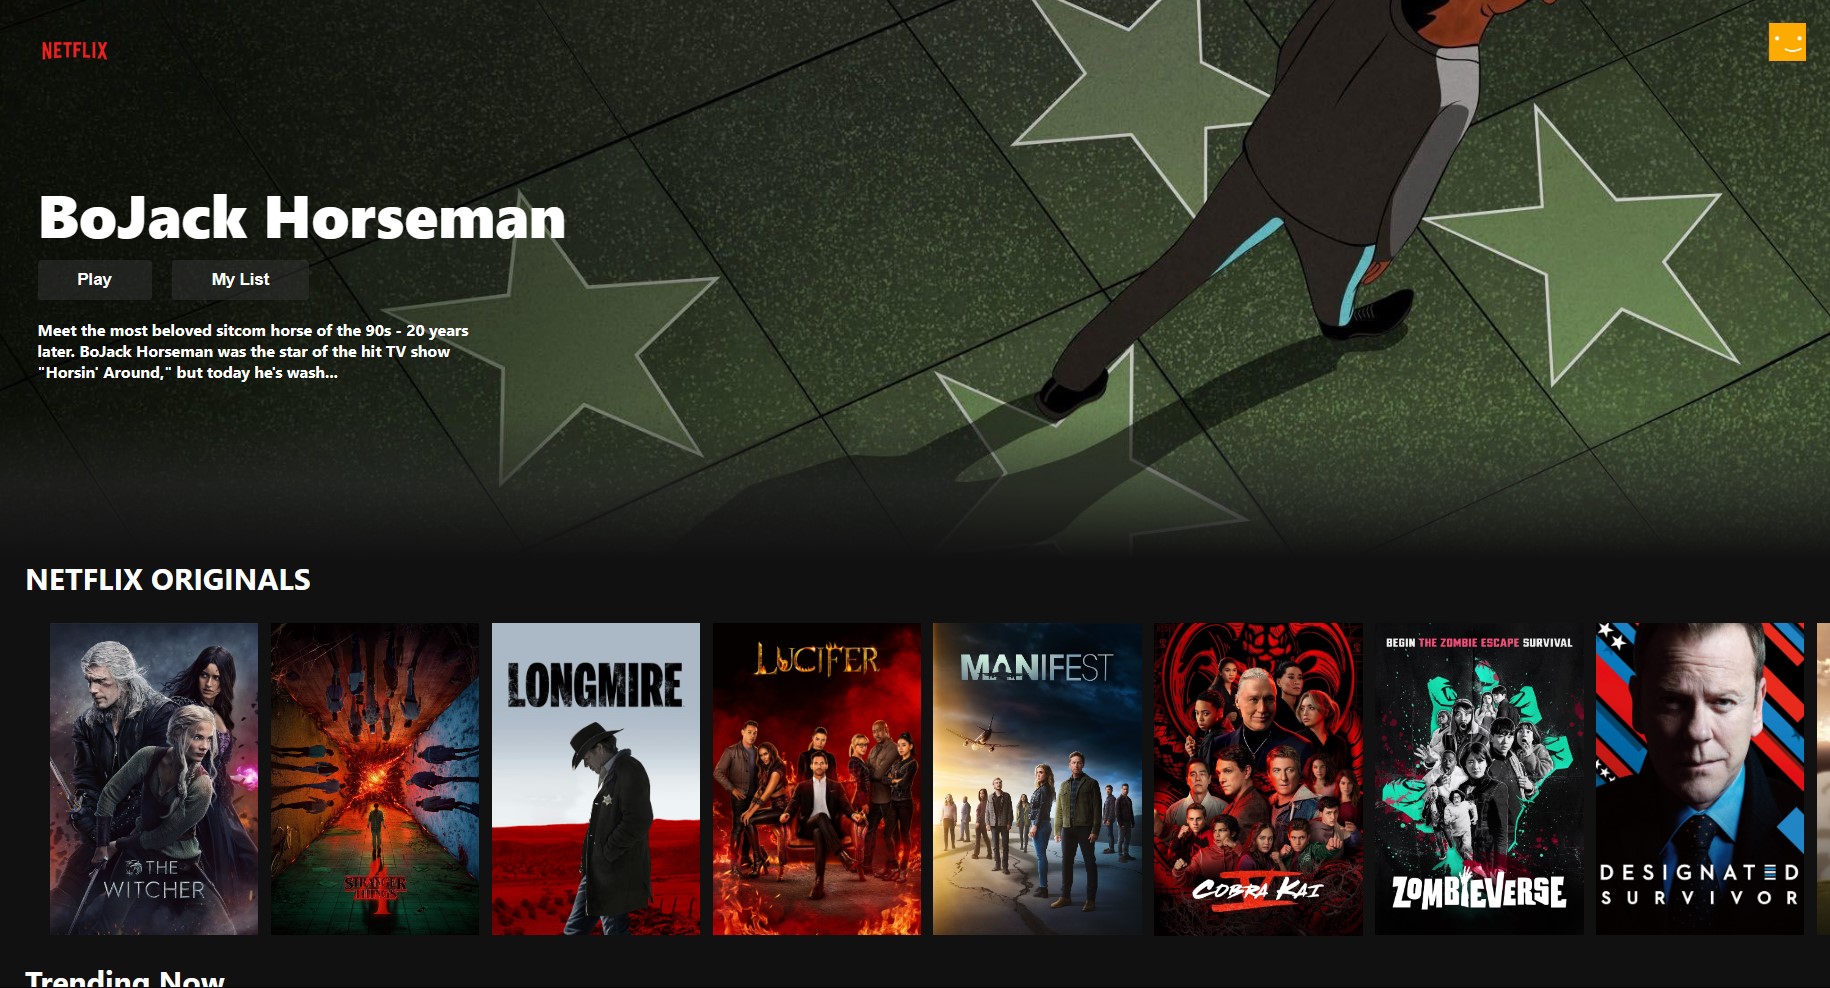 NETFLIX
BoJack Horseman
Play
My List
Meet the most beloved sitcom horse of the 90s - 20 years
later. BoJack Horseman was the star of the hit TV show
"Horsin' Around," but today he's wash...
NETFLIX ORIGINALS
THE
WITCHER
STRANGER
THINGS
4
LONGMIRE
LUCIFER
MANIFEST
COBRA KAI
V
BEGIN THE ZOMBIE ESCAPE SURVIVAL
ZOMBIEVERSE
DESIGNATED
SURVIVOR
Trending Now